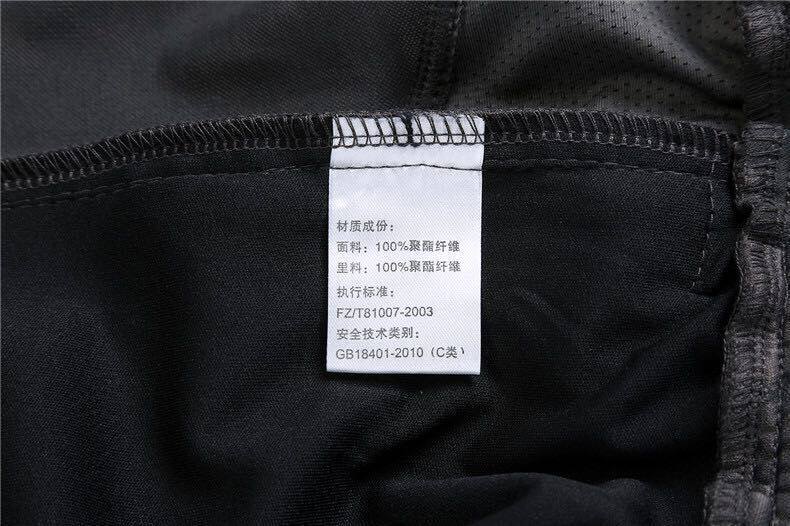 材质成份：
面料：100%聚酯纤维
里料：100%聚酯纤维
执行标准：
FZ/T81007-2003
安全技术类别：
GB18401-2010（C类）